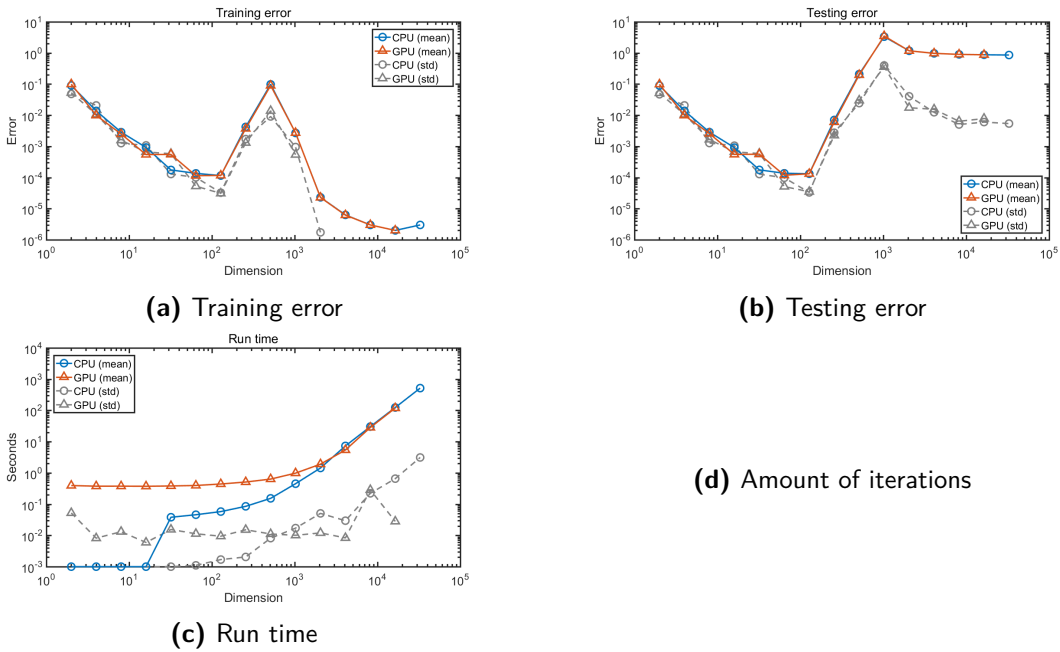 Training error
10^1
10^0
10^-1
10^-2
10^-3
10^-4
10^-5
10^-6
Error
CPU (mean)
GPU (mean)
CPU (std)
GPU (std)
10^0 10^1 10^2 10^3 10^4 10^5
Dimension
(a) Training error
Testing error
10^1
10^0
10^-1
10^-2
10^-3
10^-4
10^-5
10^-6
Error
CPU (mean)
GPU (mean)
CPU (std)
GPU (std)
10^0 10^1 10^2 10^3 10^4 10^5
Dimension
(b) Testing error
Run time
10^4
10^3
10^2
10^1
10^0
10^-1
10^-2
10^-3
Seconds
CPU (mean)
GPU (mean)
CPU (std)
GPU (std)
10^0 10^1 10^2 10^3 10^4 10^5
Dimension
(c) Run time
(d) Amount of iterations